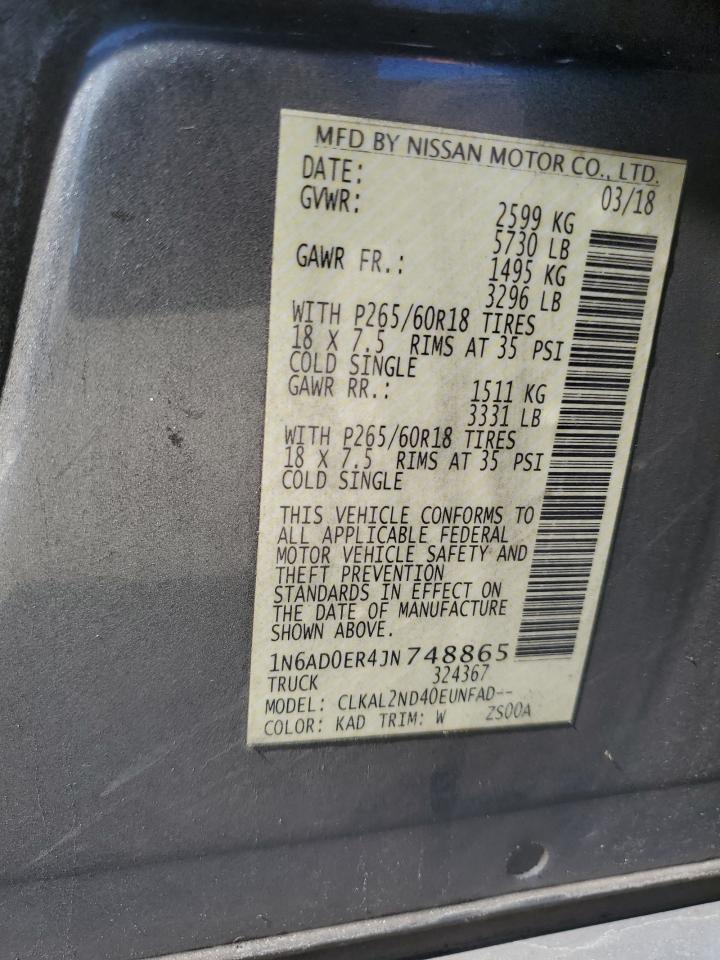 MFD BY NISSAN MOTOR CO., LTD.
DATE: 03/18
GVWR: 2599 KG
5730 LB
GAWR FR.: 1495 KG
3296 LB
WITH P265/60R18 TIRES
18 X 7.5 RIMS AT 35 PSI
COLD SINGLE
GAWR RR.: 1511 KG
3331 LB
WITH P265/60R18 TIRES
18 X 7.5 RIMS AT 35 PSI
COLD SINGLE
THIS VEHICLE CONFORMS TO
ALL APPLICABLE FEDERAL
MOTOR VEHICLE SAFETY AND
THEFT PREVENTION
STANDARDS IN EFFECT ON
THE DATE OF MANUFACTURE
SHOWN ABOVE.
1N6AD0ER4JN748865
TRUCK 324367
MODEL: CLKAL2ND40EUNFAD--
COLOR: KAD TRIM: W ZS00A